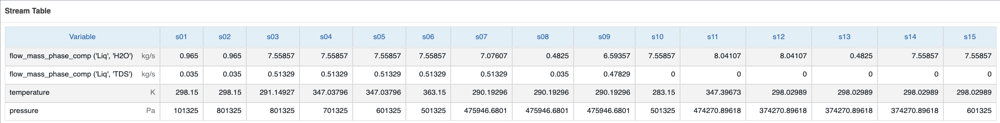 Stream Table
Variable s01 s02 s03 s04 s05 s06 s07 s08 s09 s10 s11 s12 s13 s14 s15
flow_mass_phase_comp ('Liq', 'H2O') kg/s 0.965 0.965 7.55857 7.55857 7.55857 7.55857 7.07607 0.4825 6.59357 7.55857 8.04107 8.04107 0.4825 7.55857 7.55857
flow_mass_phase_comp ('Liq', 'TDS') kg/s 0.035 0.035 0.51329 0.51329 0.51329 0.51329 0.51329 0.035 0.47829 0 0 0 0 0 0
temperature K 298.15 298.15 291.14927 347.03796 347.03796 363.15 290.19296 290.19296 290.19296 283.15 347.39673 298.02989 298.02989 298.02989 298.02989
pressure Pa 101325 801325 801325 701325 601325 501325 475946.6801 475946.6801 475946.6801 501325 474270.89618 374270.89618 374270.89618 374270.89618 601325